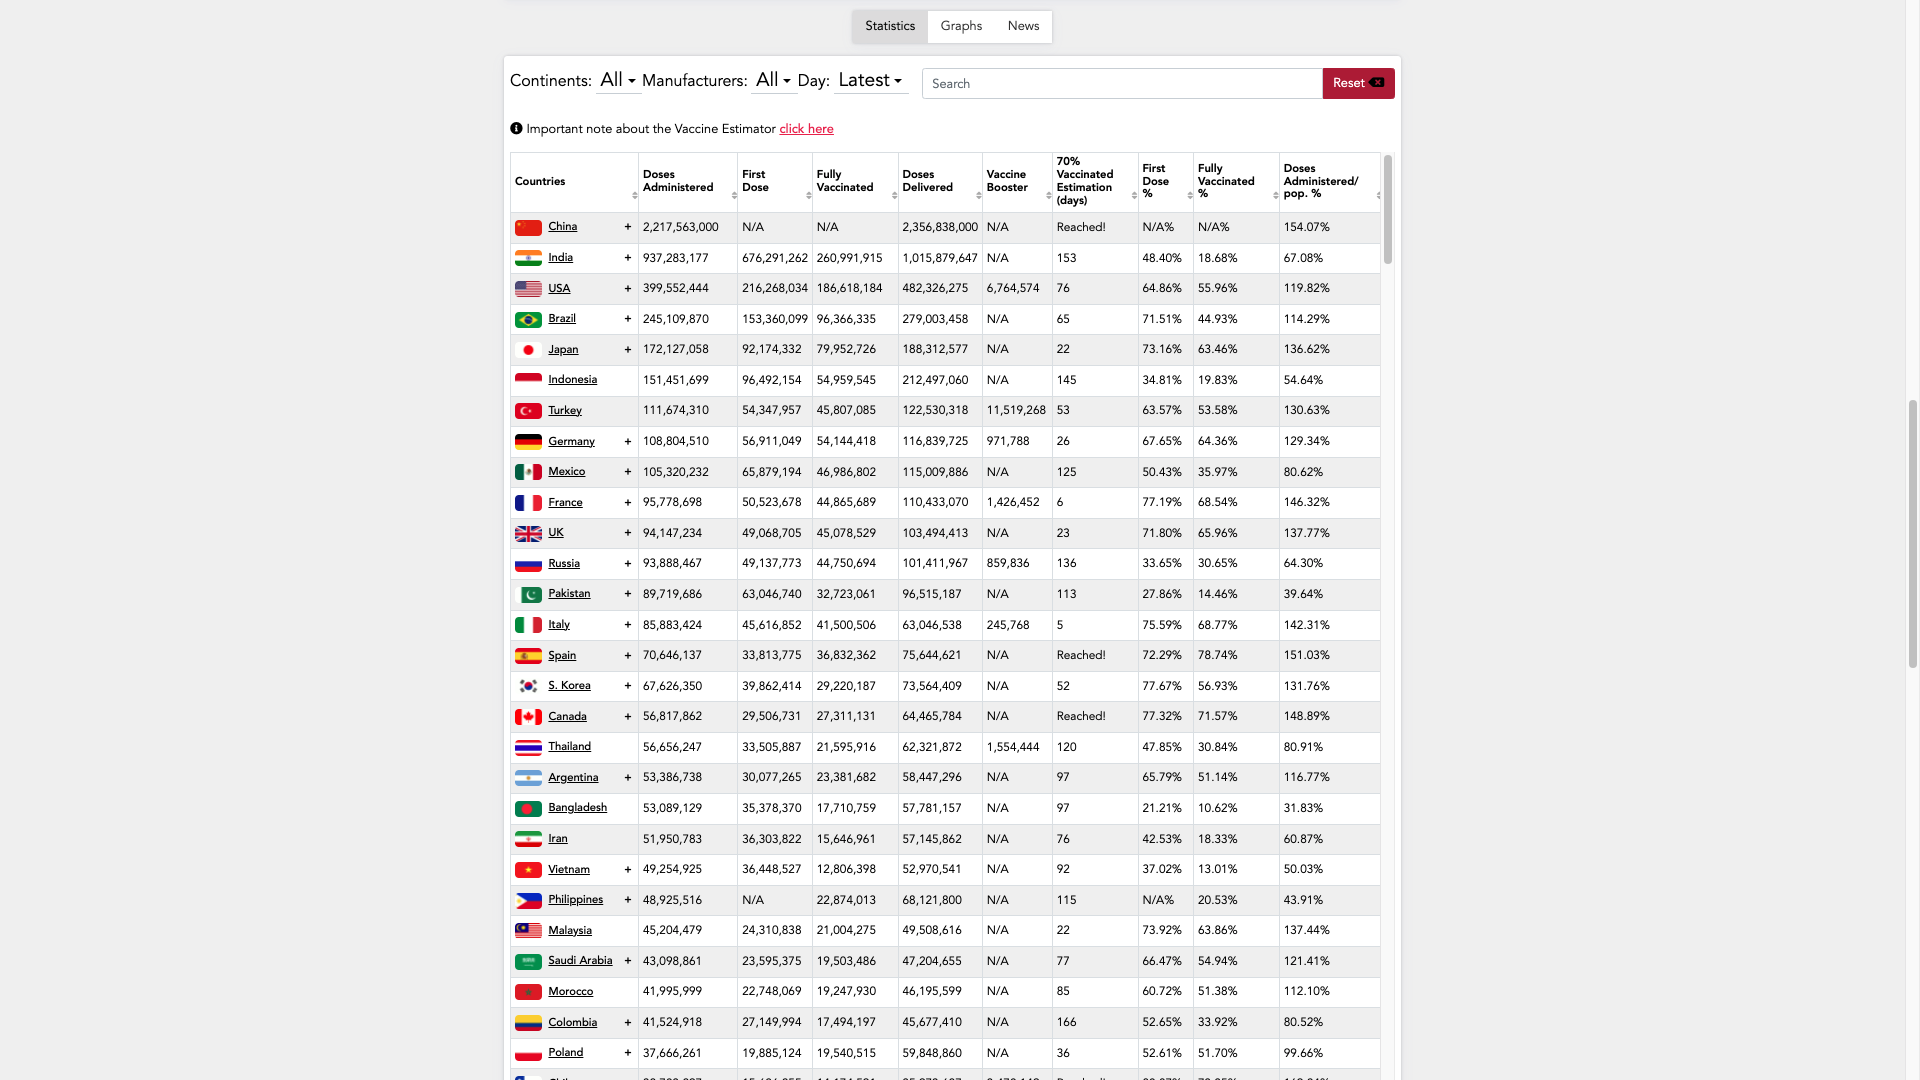 Statistics Graphs News
Continents: All Manufacturers: All Day: Latest Search Reset
Important note about the Vaccine Estimator click here
Countries Doses Administered First Dose Fully Vaccinated Doses Delivered Vaccine Booster 70% Vaccinated Estimation (days) First Dose % Fully Vaccinated % Doses Administered/ pop. %
China + 2,217,563,000 N/A N/A 2,356,838,000 N/A Reached! N/A% N/A% 154.07%
India + 937,283,177 676,291,262 260,991,915 1,015,879,647 N/A 153 48.40% 18.68% 67.08%
USA + 399,552,444 216,268,034 186,618,184 482,326,275 6,764,574 76 64.86% 55.96% 119.82%
Brazil + 245,109,870 153,360,099 96,366,335 279,003,458 N/A 65 71.51% 44.93% 114.29%
Japan + 172,127,058 92,174,332 79,952,726 188,312,577 N/A 22 73.16% 63.46% 136.62%
Indonesia 151,451,699 96,492,154 54,959,545 212,497,060 N/A 145 34.81% 19.83% 54.64%
Turkey 111,674,310 54,347,957 45,807,085 122,530,318 11,519,268 53 63.57% 53.58% 130.63%
Germany + 108,804,510 56,911,049 54,144,418 116,839,725 971,788 26 67.65% 64.36% 129.34%
Mexico + 105,320,232 65,879,194 46,986,802 115,009,886 N/A 125 50.43% 35.97% 80.62%
France + 95,778,698 50,523,678 44,865,689 110,433,070 1,426,452 6 77.19% 68.54% 146.32%
UK + 94,147,234 49,068,705 45,078,529 103,494,413 N/A 23 71.80% 65.96% 137.77%
Russia + 93,888,467 49,137,773 44,750,694 101,411,967 859,836 136 33.65% 30.65% 64.30%
Pakistan + 89,719,686 63,046,740 32,723,061 96,515,187 N/A 113 27.86% 14.46% 39.64%
Italy + 85,883,424 45,616,852 41,500,506 63,046,538 245,768 5 75.59% 68.77% 142.31%
Spain + 70,646,137 33,813,775 36,832,362 75,644,621 N/A Reached! 72.29% 78.74% 151.03%
S. Korea + 67,626,350 39,862,414 29,220,187 73,564,409 N/A 52 77.67% 56.93% 131.76%
Canada + 56,817,862 29,506,731 27,311,131 64,465,784 N/A Reached! 77.32% 71.57% 148.89%
Thailand 56,656,247 33,505,887 21,595,916 62,321,872 1,554,444 120 47.85% 30.84% 80.91%
Argentina + 53,386,738 30,077,265 23,381,682 58,447,296 N/A 97 65.79% 51.14% 116.77%
Bangladesh 53,089,129 35,378,370 17,710,759 57,781,157 N/A 97 21.21% 10.62% 31.83%
Iran 51,950,783 36,303,822 15,646,961 57,145,862 N/A 76 42.53% 18.33% 60.87%
Vietnam + 49,254,925 36,448,527 12,806,398 52,970,541 N/A 92 37.02% 13.01% 50.03%
Philippines + 48,925,516 N/A 22,874,013 68,121,800 N/A 115 N/A% 20.53% 43.91%
Malaysia 45,204,479 24,310,838 21,004,275 49,508,616 N/A 22 73.92% 63.86% 137.44%
Saudi Arabia + 43,098,861 23,595,375 19,503,486 47,204,655 N/A 77 66.47% 54.94% 121.41%
Morocco 41,995,999 22,748,069 19,247,930 46,195,599 N/A 85 60.72% 51.38% 112.10%
Colombia + 41,524,918 27,149,994 17,494,197 45,677,410 N/A 166 52.65% 33.92% 80.52%
Poland + 37,666,261 19,885,124 19,540,515 59,848,860 N/A 36 52.61% 51.70% 99.66%